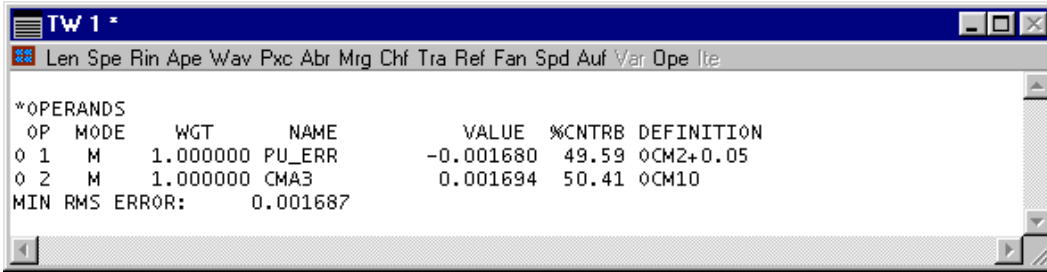 TW 1 *
Len Spe Rin Ape Wav Pxc Abr Mrg Chf Tra Ref Fan Spd Auf Var Ope Ite
*OPERANDS
OP MODE WGT NAME VALUE %CNTRB DEFINITION
O 1 M 1.000000 PU_ERR -0.001680 49.59 OCM2+0.05
O 2 M 1.000000 CMA3 0.001694 50.41 OCM10
MIN RMS ERROR: 0.001687